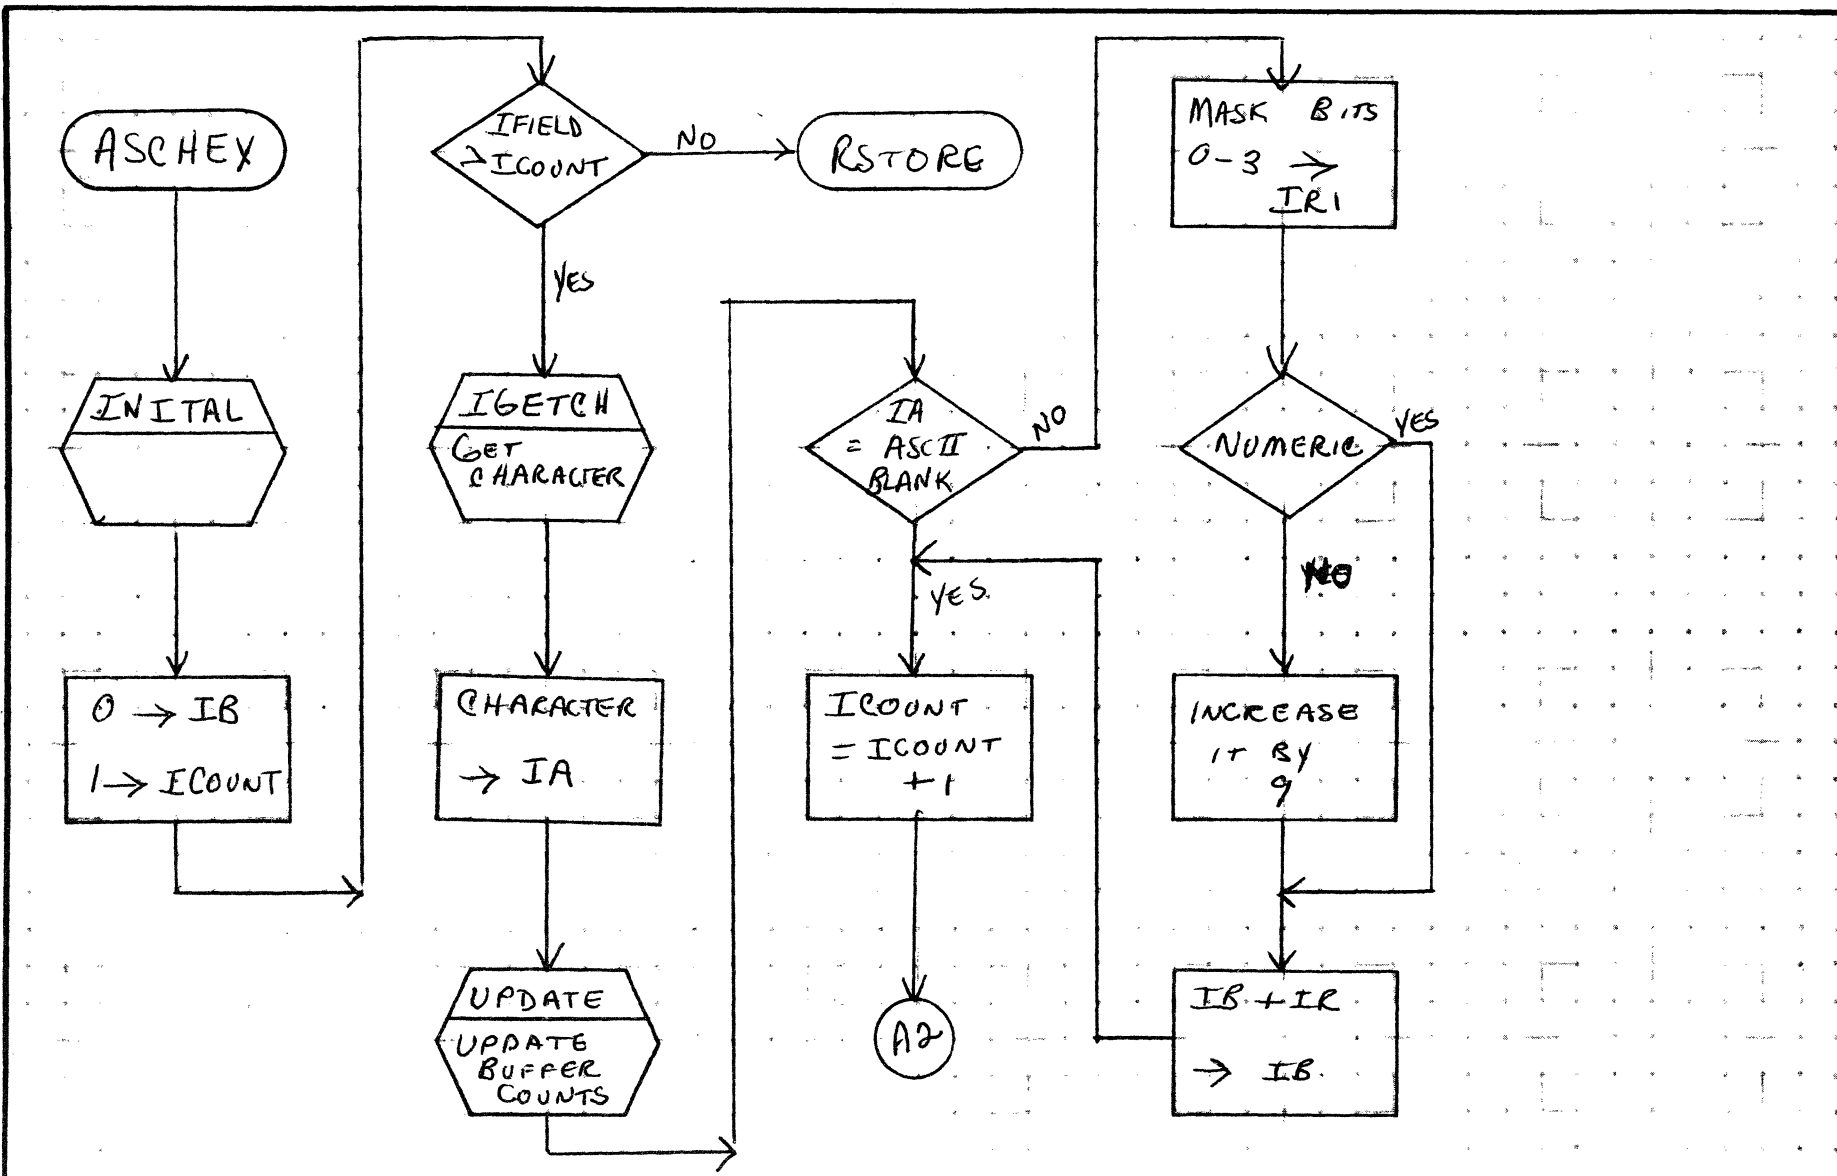 ASCHEX
INITAL
0 → IB
1 → ICOUNT
IFIELD
> ICOUNT
NO
RSTORE
YES
IGETCH
GET
CHARACTER
CHARACTER
→ IA
UPDATE
UPDATE
BUFFER
COUNTS
IA
= ASCII
BLANK
NO
YES
ICOUNT
= ICOUNT
+ 1
A2
MASK BITS
0-3 →
IR1
NUMERIC
YES
NO
INCREASE
IT BY
9
IB + IR
→ IB